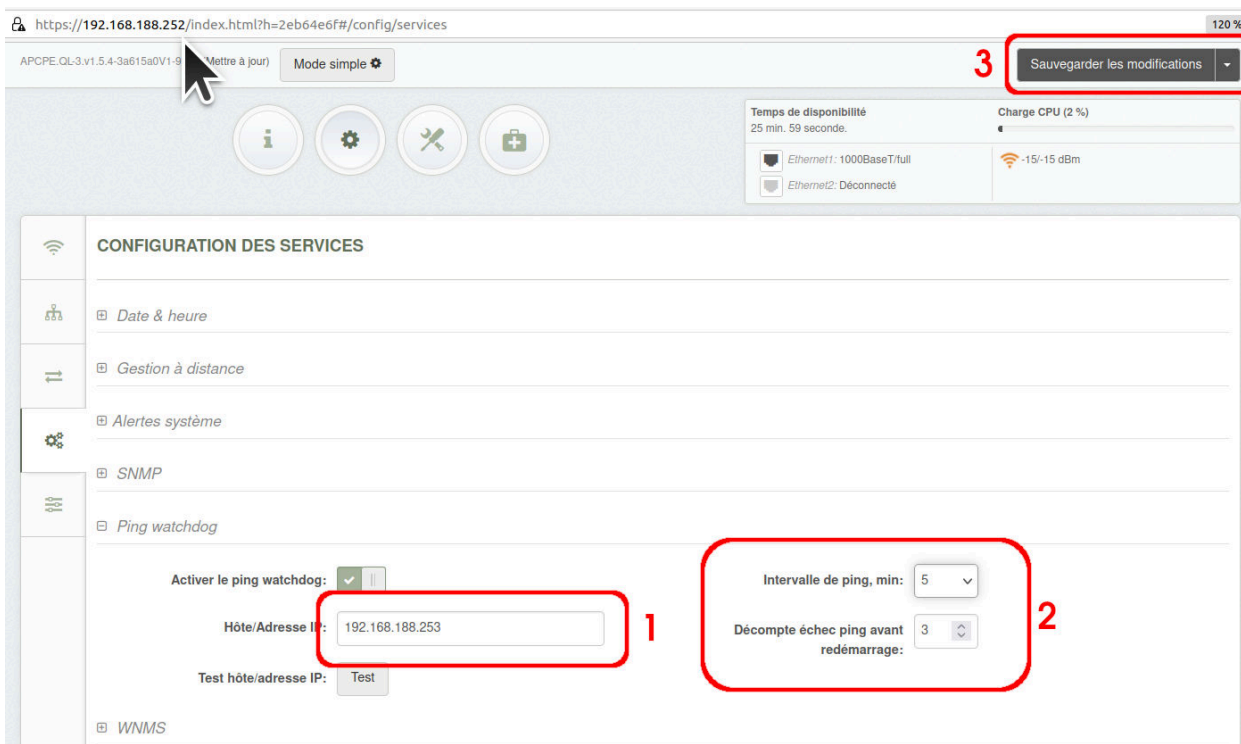 https://192.168.188.252/index.html?h=2eb64e6f#/config/services
120 %
APCPE.QL-3.v1.5.4-3a615a0V1-9 Mettre à jour)
Mode simple
3
Sauvegarder les modifications
Temps de disponibilité
25 min. 59 seconde.
Charge CPU (2 %)
Ethernet1: 1000BaseT/full
-15/-15 dBm
Ethernet2: Déconnecté
CONFIGURATION DES SERVICES
Date & heure
Gestion à distance
Alertes système
SNMP
Ping watchdog
Activer le ping watchdog:
Intervalle de ping, min: 5
Hôte/Adresse IP: 192.168.188.253
1
Décompte échec ping avant redémarrage: 3
2
Test hôte/adresse IP: Test
WNMS